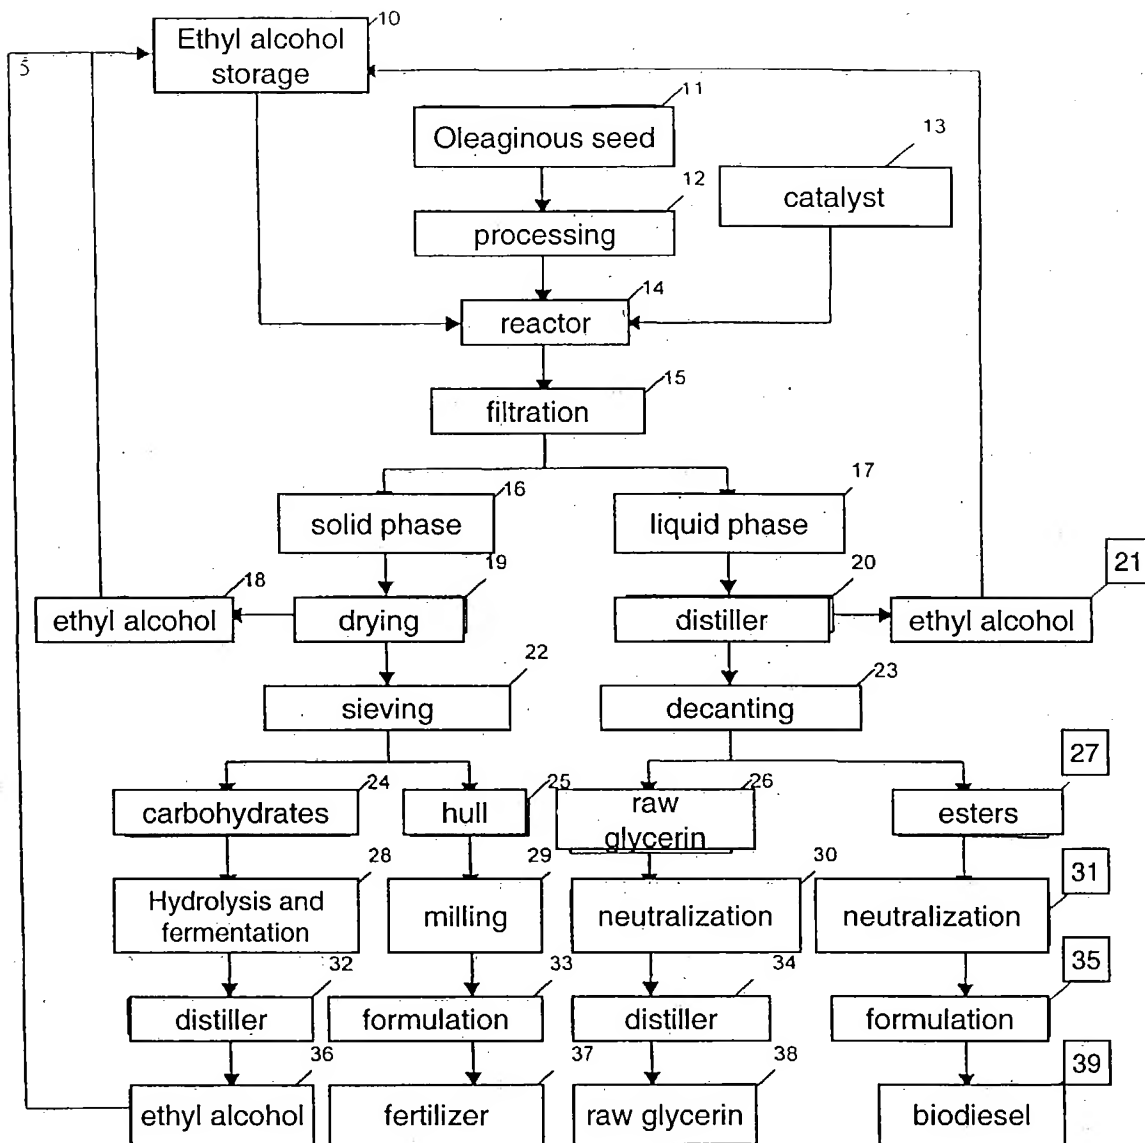 10
Ethyl alcohol
storage
5
11
Oleaginous seed
13
catalyst
12
processing
14
reactor
15
filtration
16
solid phase
17
liquid phase
18
ethyl alcohol
19
drying
20
distiller
21
ethyl alcohol
22
sieving
23
decanting
24
carbohydrates
25
hull
26
raw
glycerin
27
esters
28
Hydrolysis and
fermentation
29
milling
30
neutralization
31
neutralization
32
distiller
33
formulation
34
distiller
35
formulation
36
ethyl alcohol
37
fertilizer
38
raw glycerin
39
biodiesel